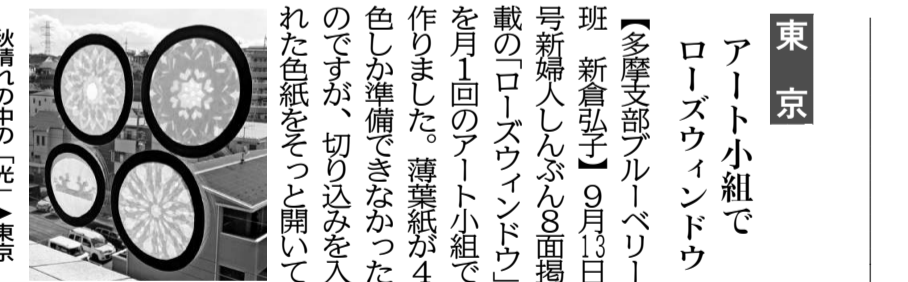 東京
アート小組で
ローズウィンドウ
【多摩支部ブルーベリー
班　新倉弘子】９月13日
号新婦人しんぶん８面掲
載の「ローズウィンドウ」
を月１回のアート小組で
作りました。薄葉紙が４
色しか準備できなかった
のですが、切り込みを入
れた色紙をそっと開いて
秋晴れの中の「光」▶東京